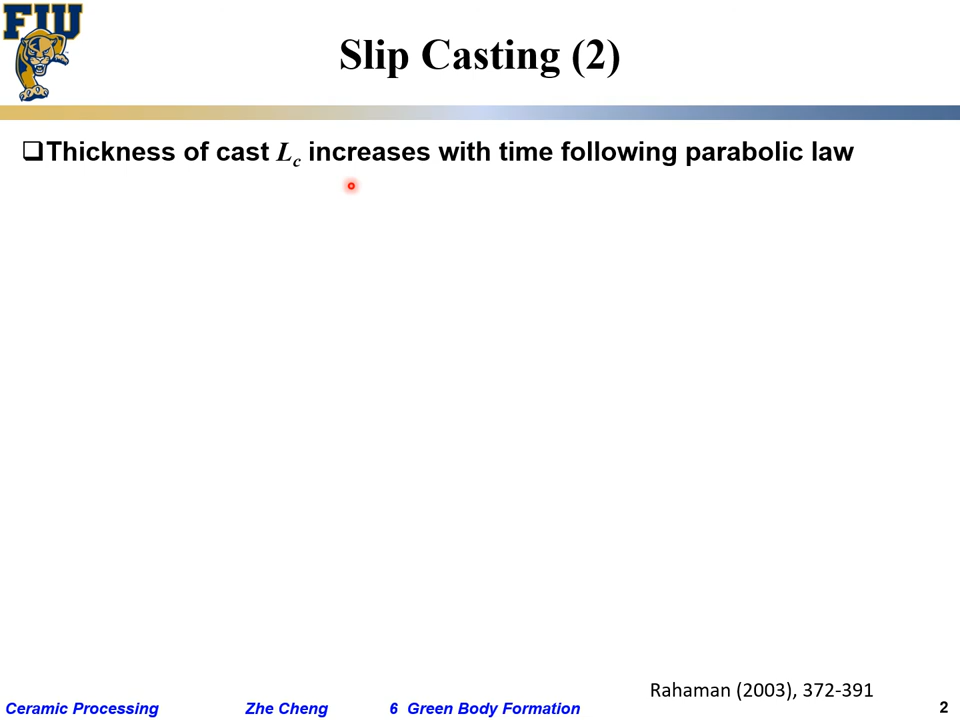 FIU
Slip Casting (2)
❑Thickness of cast Lc increases with time following parabolic law
Rahaman (2003), 372-391
Ceramic Processing Zhe Cheng 6 Green Body Formation 2